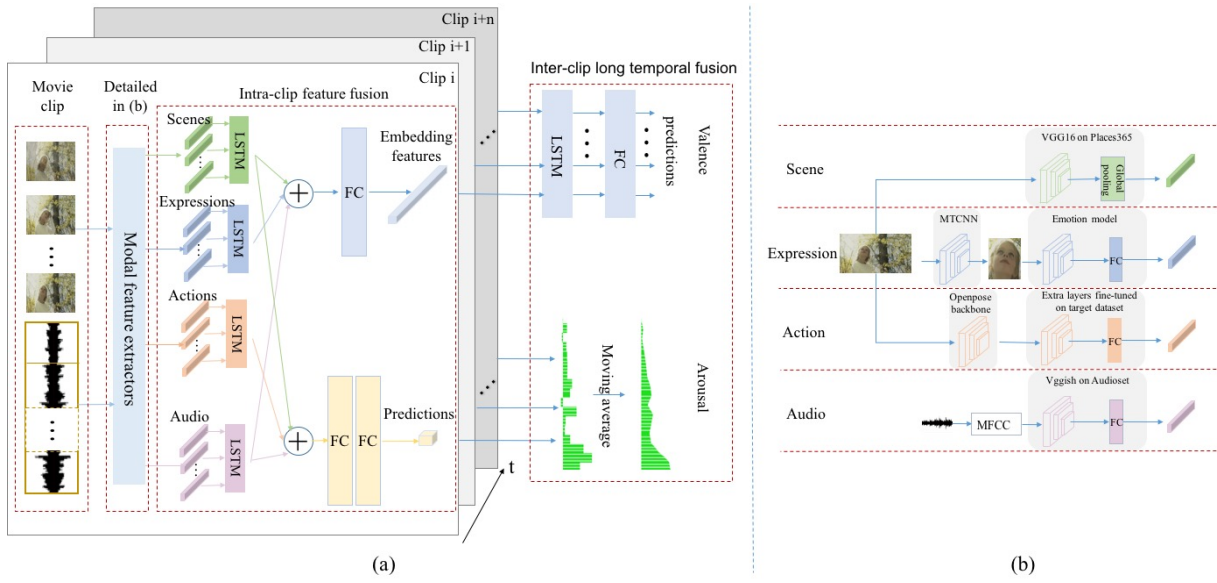 Clip i+n
Clip i+1
Clip i
Movie
clip
Detailed
in (b)
Intra-clip feature fusion
Modal feature extractors
Scenes
LSTM
Expressions
LSTM
Actions
LSTM
Audio
LSTM
FC
Embedding
features
FC
FC
Predictions
t
Inter-clip long temporal fusion
LSTM
FC
Valence
predictions
Moving average
Arousal
(a)
Scene
VGG16 on Places365
Global
pooling
Expression
MTCNN
Emotion model
FC
Action
Openpose
backbone
Extra layers fine-tuned
on target dataset
FC
Audio
MFCC
Vggish on Audioset
FC
(b)